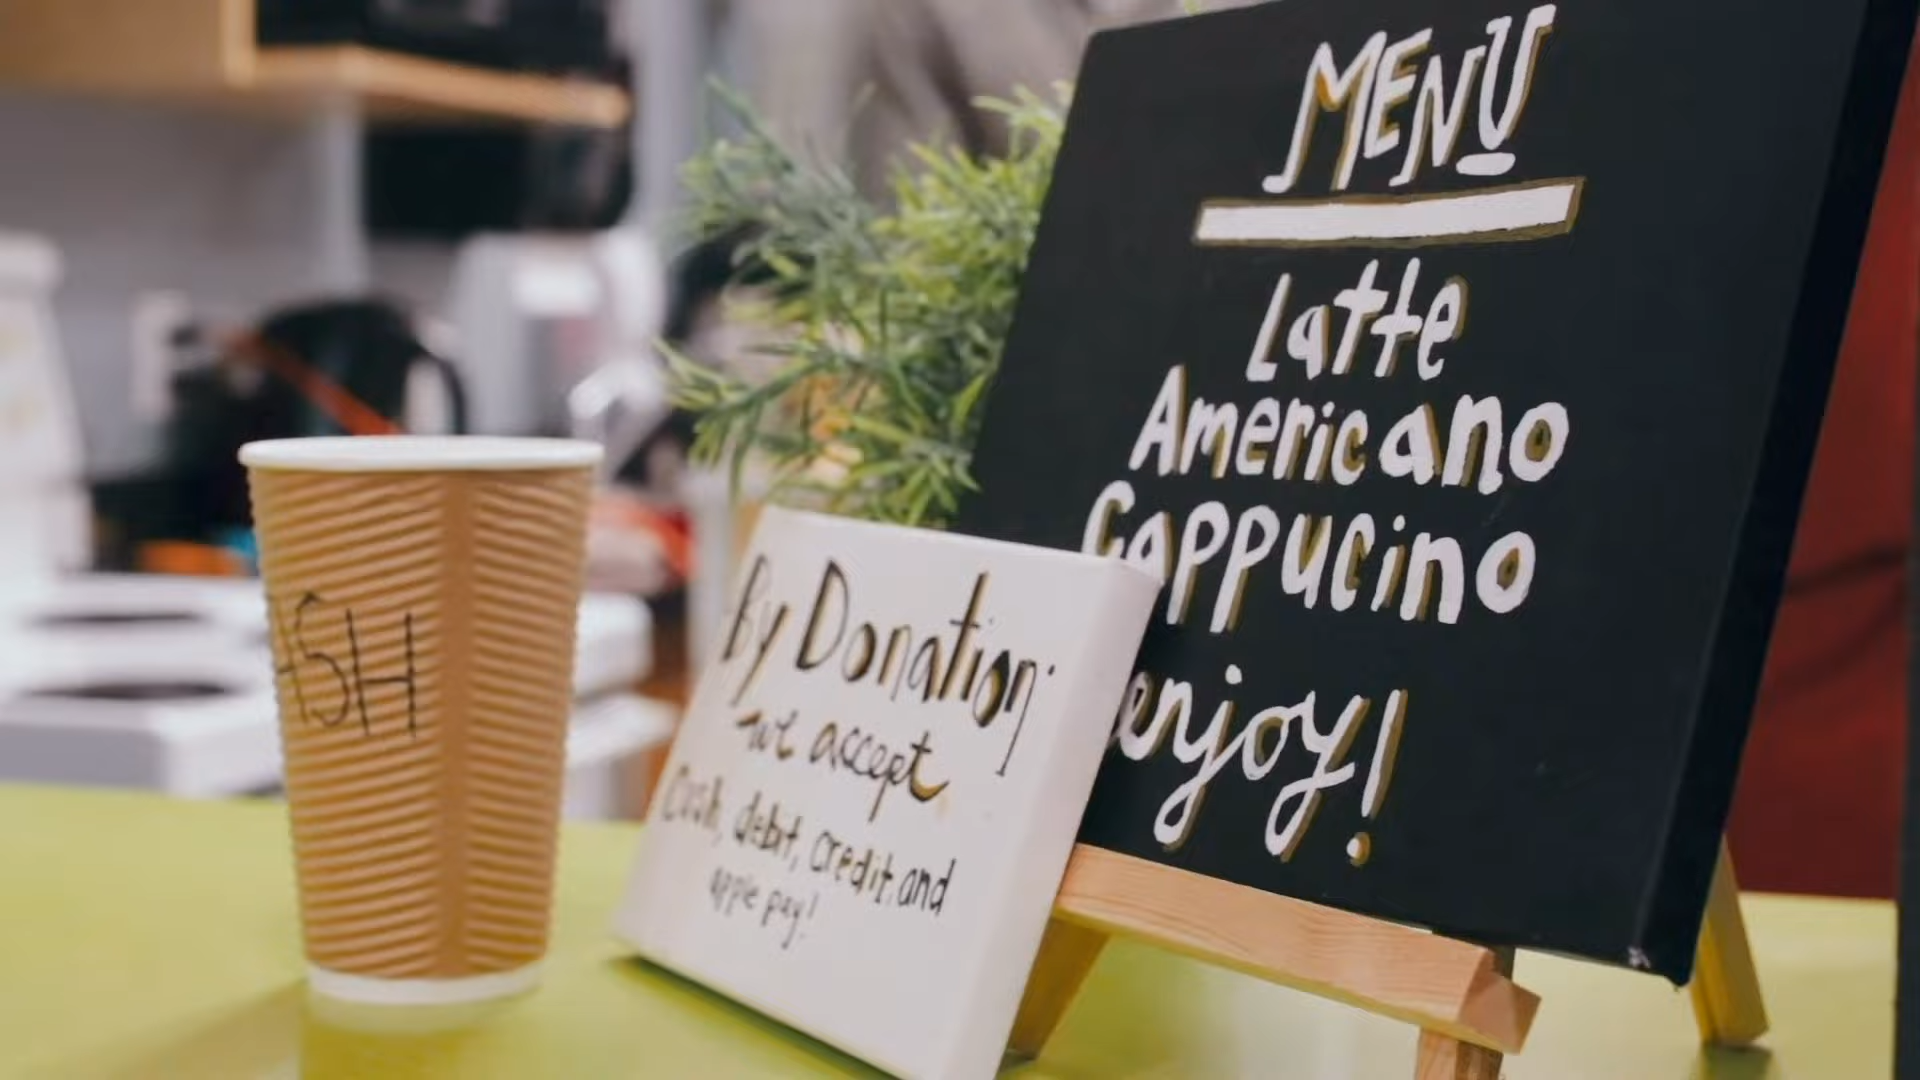 MENU
Latte
Americano
Cappucino
enjoy!
By Donation:
we accept
Cash, debit, credit, and
apple pay!
ASH